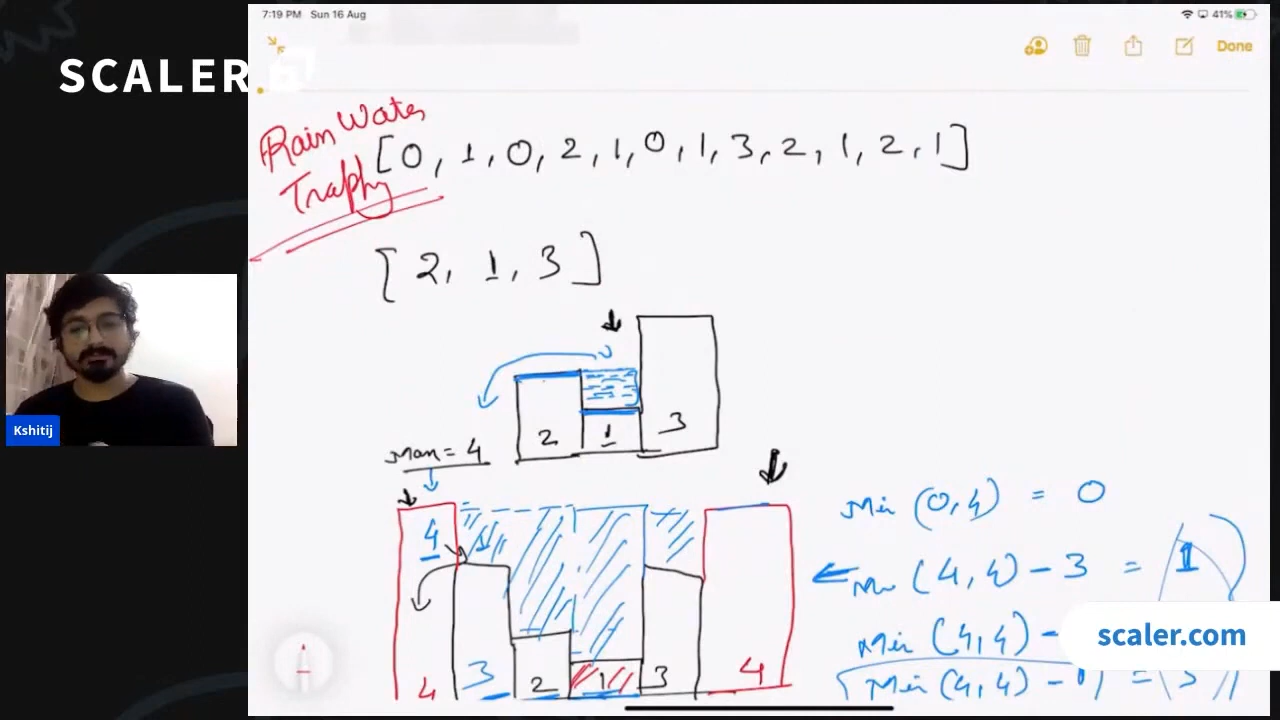 7:19 PM Sun 16 Aug
41%
Done
SCALER
Rain Water
[0, 1, 0, 2, 1, 0, 1, 3, 2, 1, 2, 1]
[2, 1, 3]
2 1 3
Max = 4
4
4 3 2 1 3 4
Min (0,4) = 0
Min (4,4) - 3 = 1
Min (4,4) -
Min (4,4) - 1) = 3
Kshitij
scaler.com